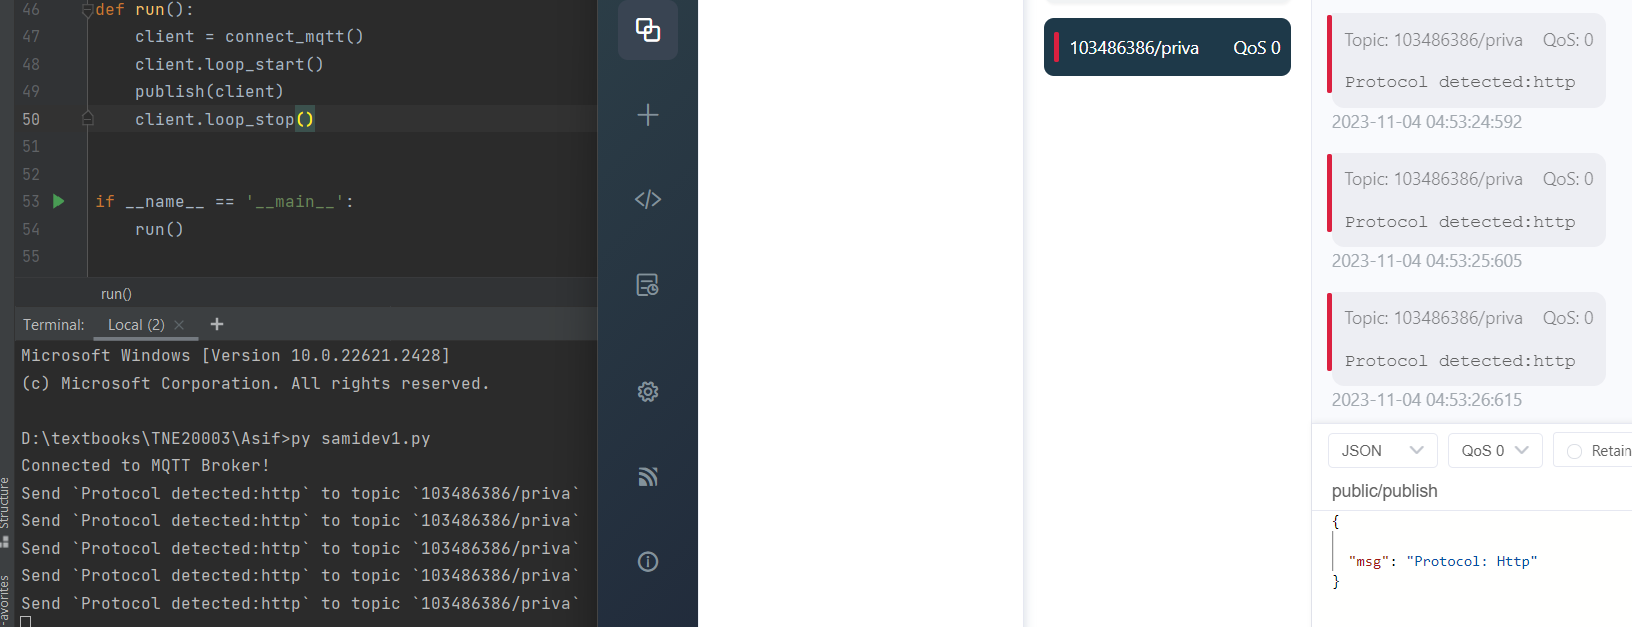 46 def run():
47 client = connect_mqtt()
48 client.loop_start()
49 publish(client)
50 client.loop_stop()
51
52
53 if __name__ == '__main__':
54 run()
55
run()
Terminal: Local (2) × +
Microsoft Windows [Version 10.0.22621.2428]
(c) Microsoft Corporation. All rights reserved.
D:\textbooks\TNE20003\Asif>py samidev1.py
Connected to MQTT Broker!
Send `Protocol detected:http` to topic `103486386/priva`
Send `Protocol detected:http` to topic `103486386/priva`
Send `Protocol detected:http` to topic `103486386/priva`
Send `Protocol detected:http` to topic `103486386/priva`
Send `Protocol detected:http` to topic `103486386/priva`
Structure
avorites
103486386/priva QoS 0
Topic: 103486386/priva QoS: 0
Protocol detected:http
2023-11-04 04:53:24:592
Topic: 103486386/priva QoS: 0
Protocol detected:http
2023-11-04 04:53:25:605
Topic: 103486386/priva QoS: 0
Protocol detected:http
2023-11-04 04:53:26:615
JSON QoS 0 Retain
public/publish
{
"msg": "Protocol: Http"
}